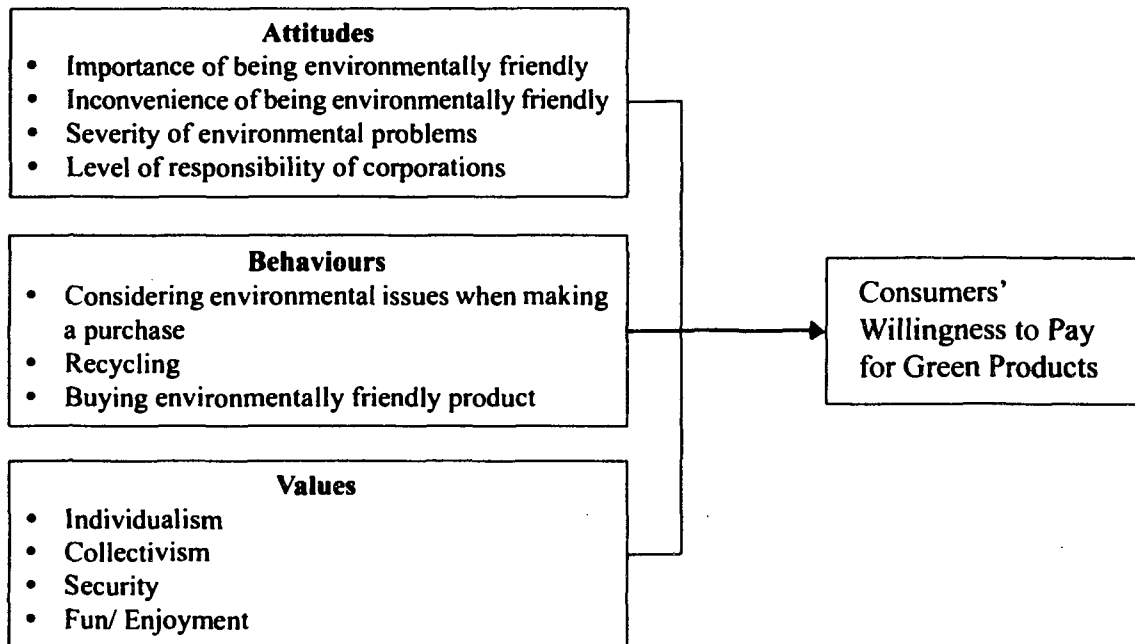 Attitudes
• Importance of being environmentally friendly
• Inconvenience of being environmentally friendly
• Severity of environmental problems
• Level of responsibility of corporations
Behaviours
• Considering environmental issues when making
a purchase
• Recycling
• Buying environmentally friendly product
Values
• Individualism
• Collectivism
• Security
• Fun/ Enjoyment
Consumers'
Willingness to Pay
for Green Products